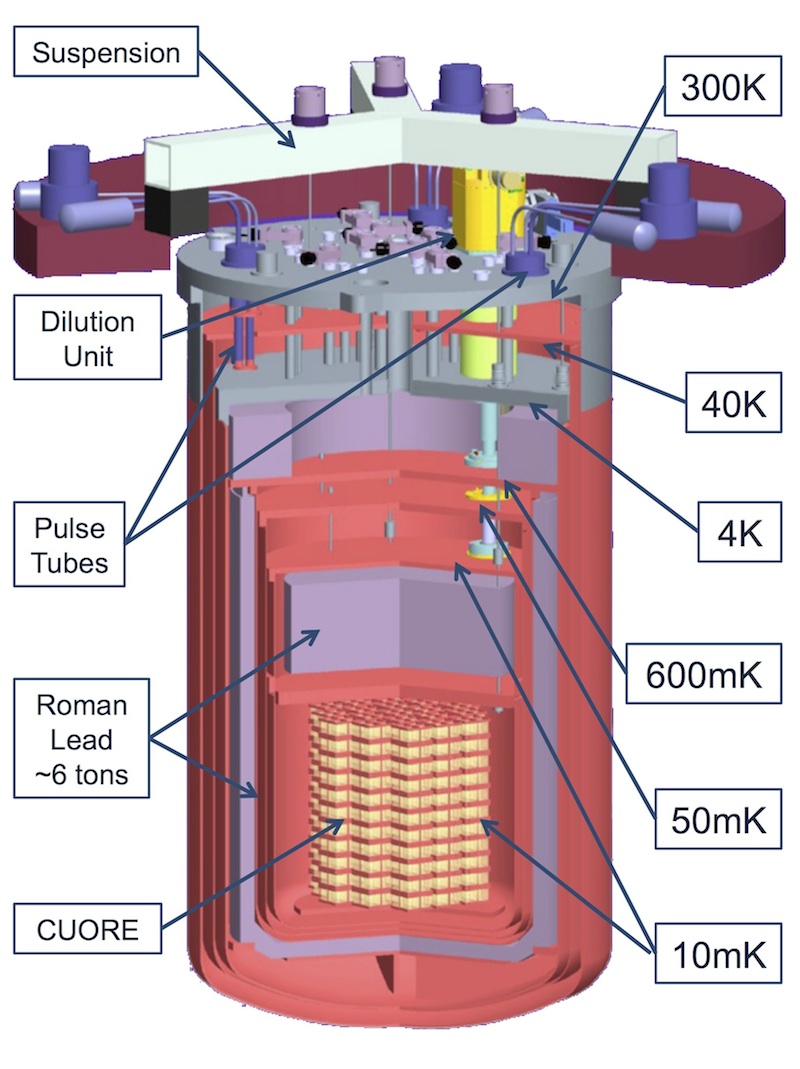 Suspension
300K
Dilution
Unit
40K
Pulse
Tubes
4K
600mK
Roman
Lead
~6 tons
50mK
CUORE
10mK